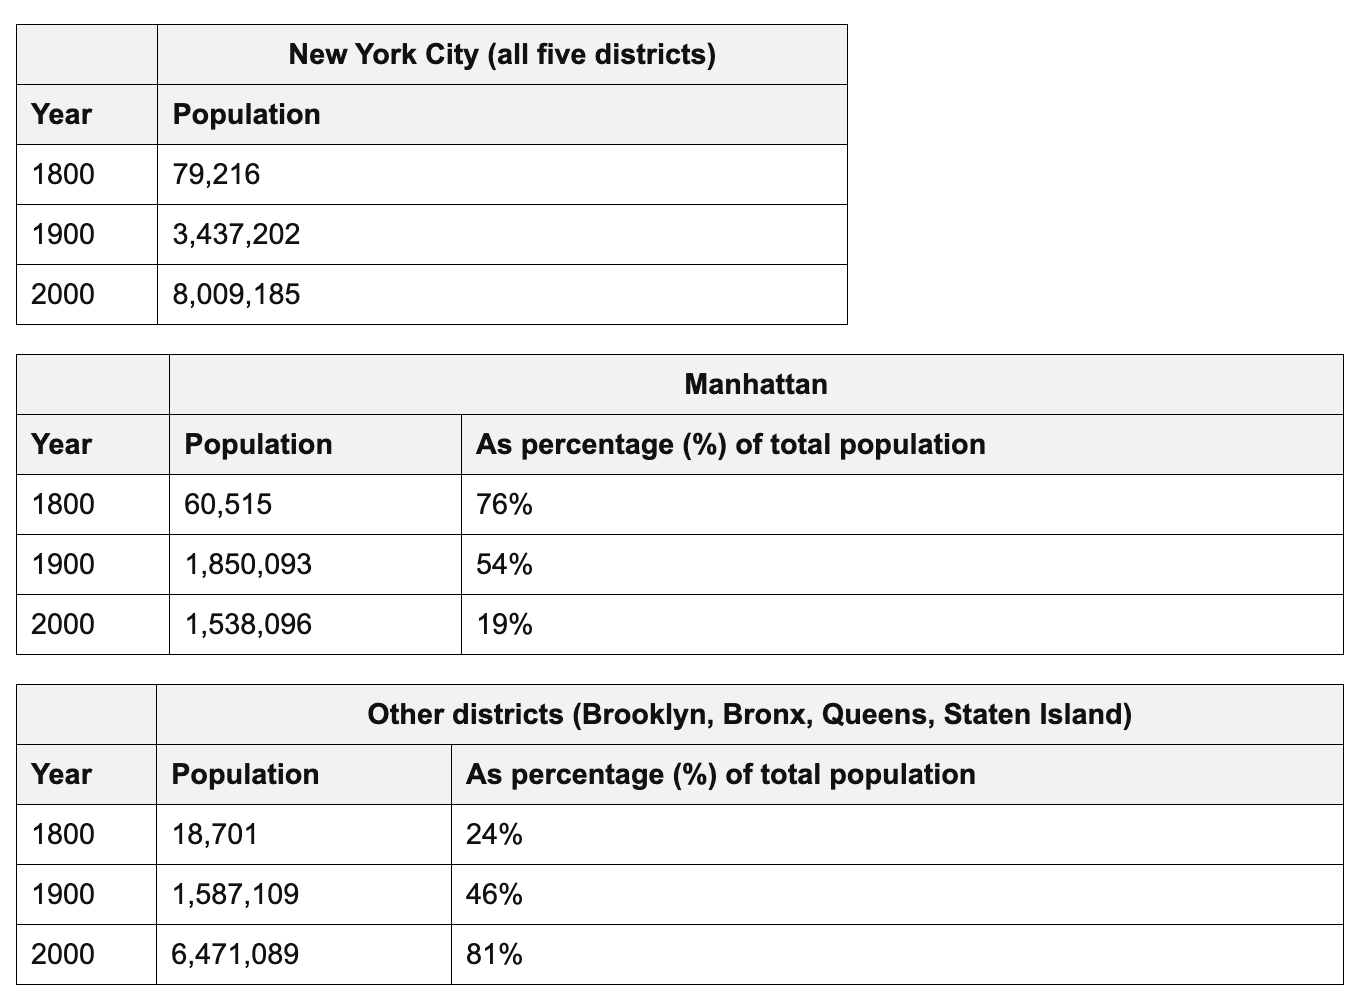 New York City (all five districts)
Year Population
1800 79,216
1900 3,437,202
2000 8,009,185
Manhattan
Year Population As percentage (%) of total population
1800 60,515 76%
1900 1,850,093 54%
2000 1,538,096 19%
Other districts (Brooklyn, Bronx, Queens, Staten Island)
Year Population As percentage (%) of total population
1800 18,701 24%
1900 1,587,109 46%
2000 6,471,089 81%